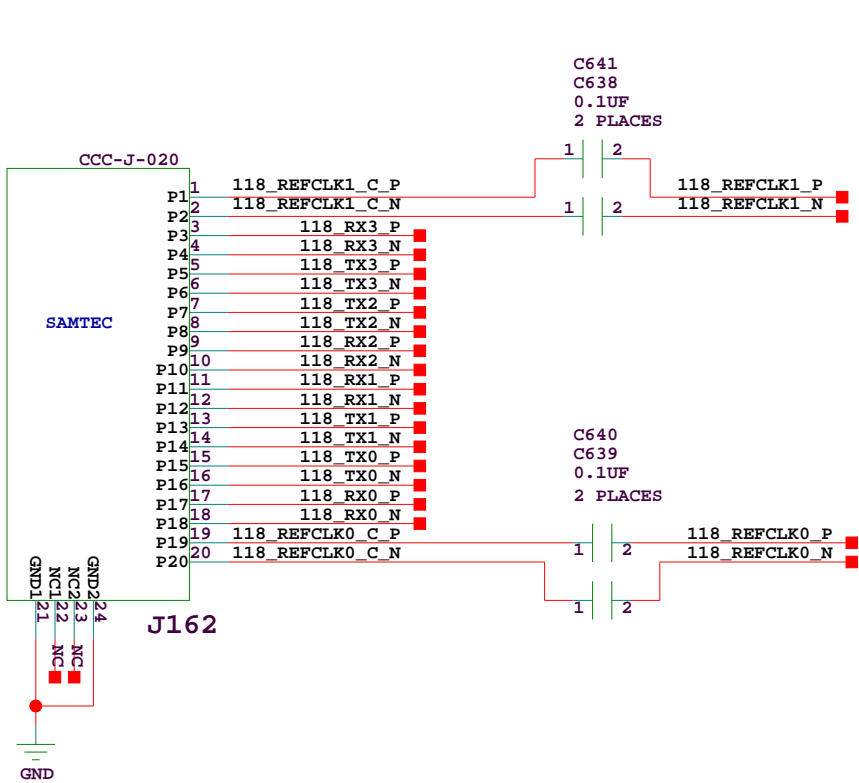 C641
C638
0.1UF
2 PLACES
CCC-J-020
1 2
P1 1 118_REFCLK1_C_P 118_REFCLK1_P
P2 2 118_REFCLK1_C_N 1 2 118_REFCLK1_N
P3 3 118_RX3_P
P4 4 118_RX3_N
P5 5 118_TX3_P
P6 6 118_TX3_N
P7 7 118_TX2_P
SAMTEC
P8 8 118_TX2_N
P9 9 118_RX2_P
P10 10 118_RX2_N
P11 11 118_RX1_P
P12 12 118_RX1_N
P13 13 118_TX1_P
P14 14 118_TX1_N
P15 15 118_TX0_P
P16 16 118_TX0_N
P17 17 118_RX0_P
P18 18 118_RX0_N
C640
C639
0.1UF
2 PLACES
P19 19 118_REFCLK0_C_P 1 2 118_REFCLK0_P
P20 20 118_REFCLK0_C_N 118_REFCLK0_N
1 2
GND1 21
NC1 22 NC
NC2 23 NC
GND2 24
J162
GND